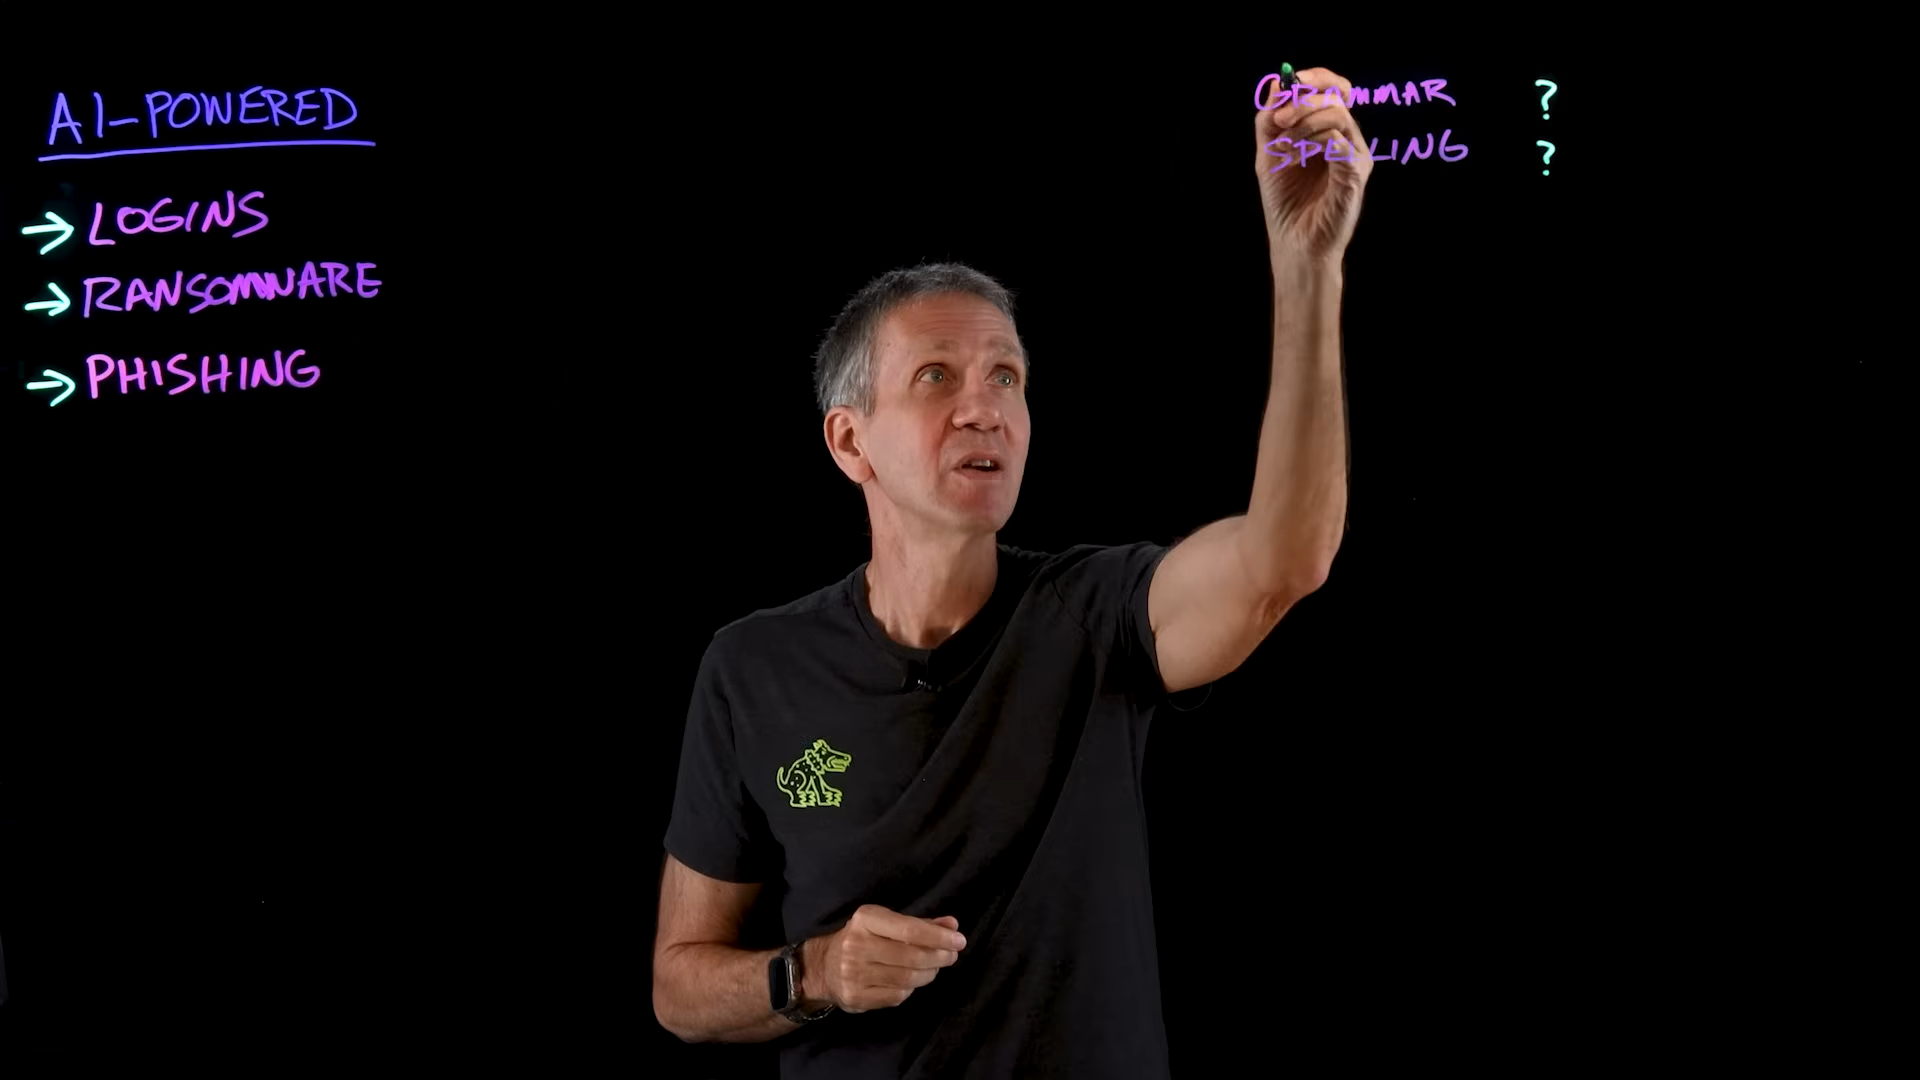 AI-POWERED
→ LOGINS
→ RANSOMWARE
→ PHISHING
GRAMMAR ?
SPELLING ?